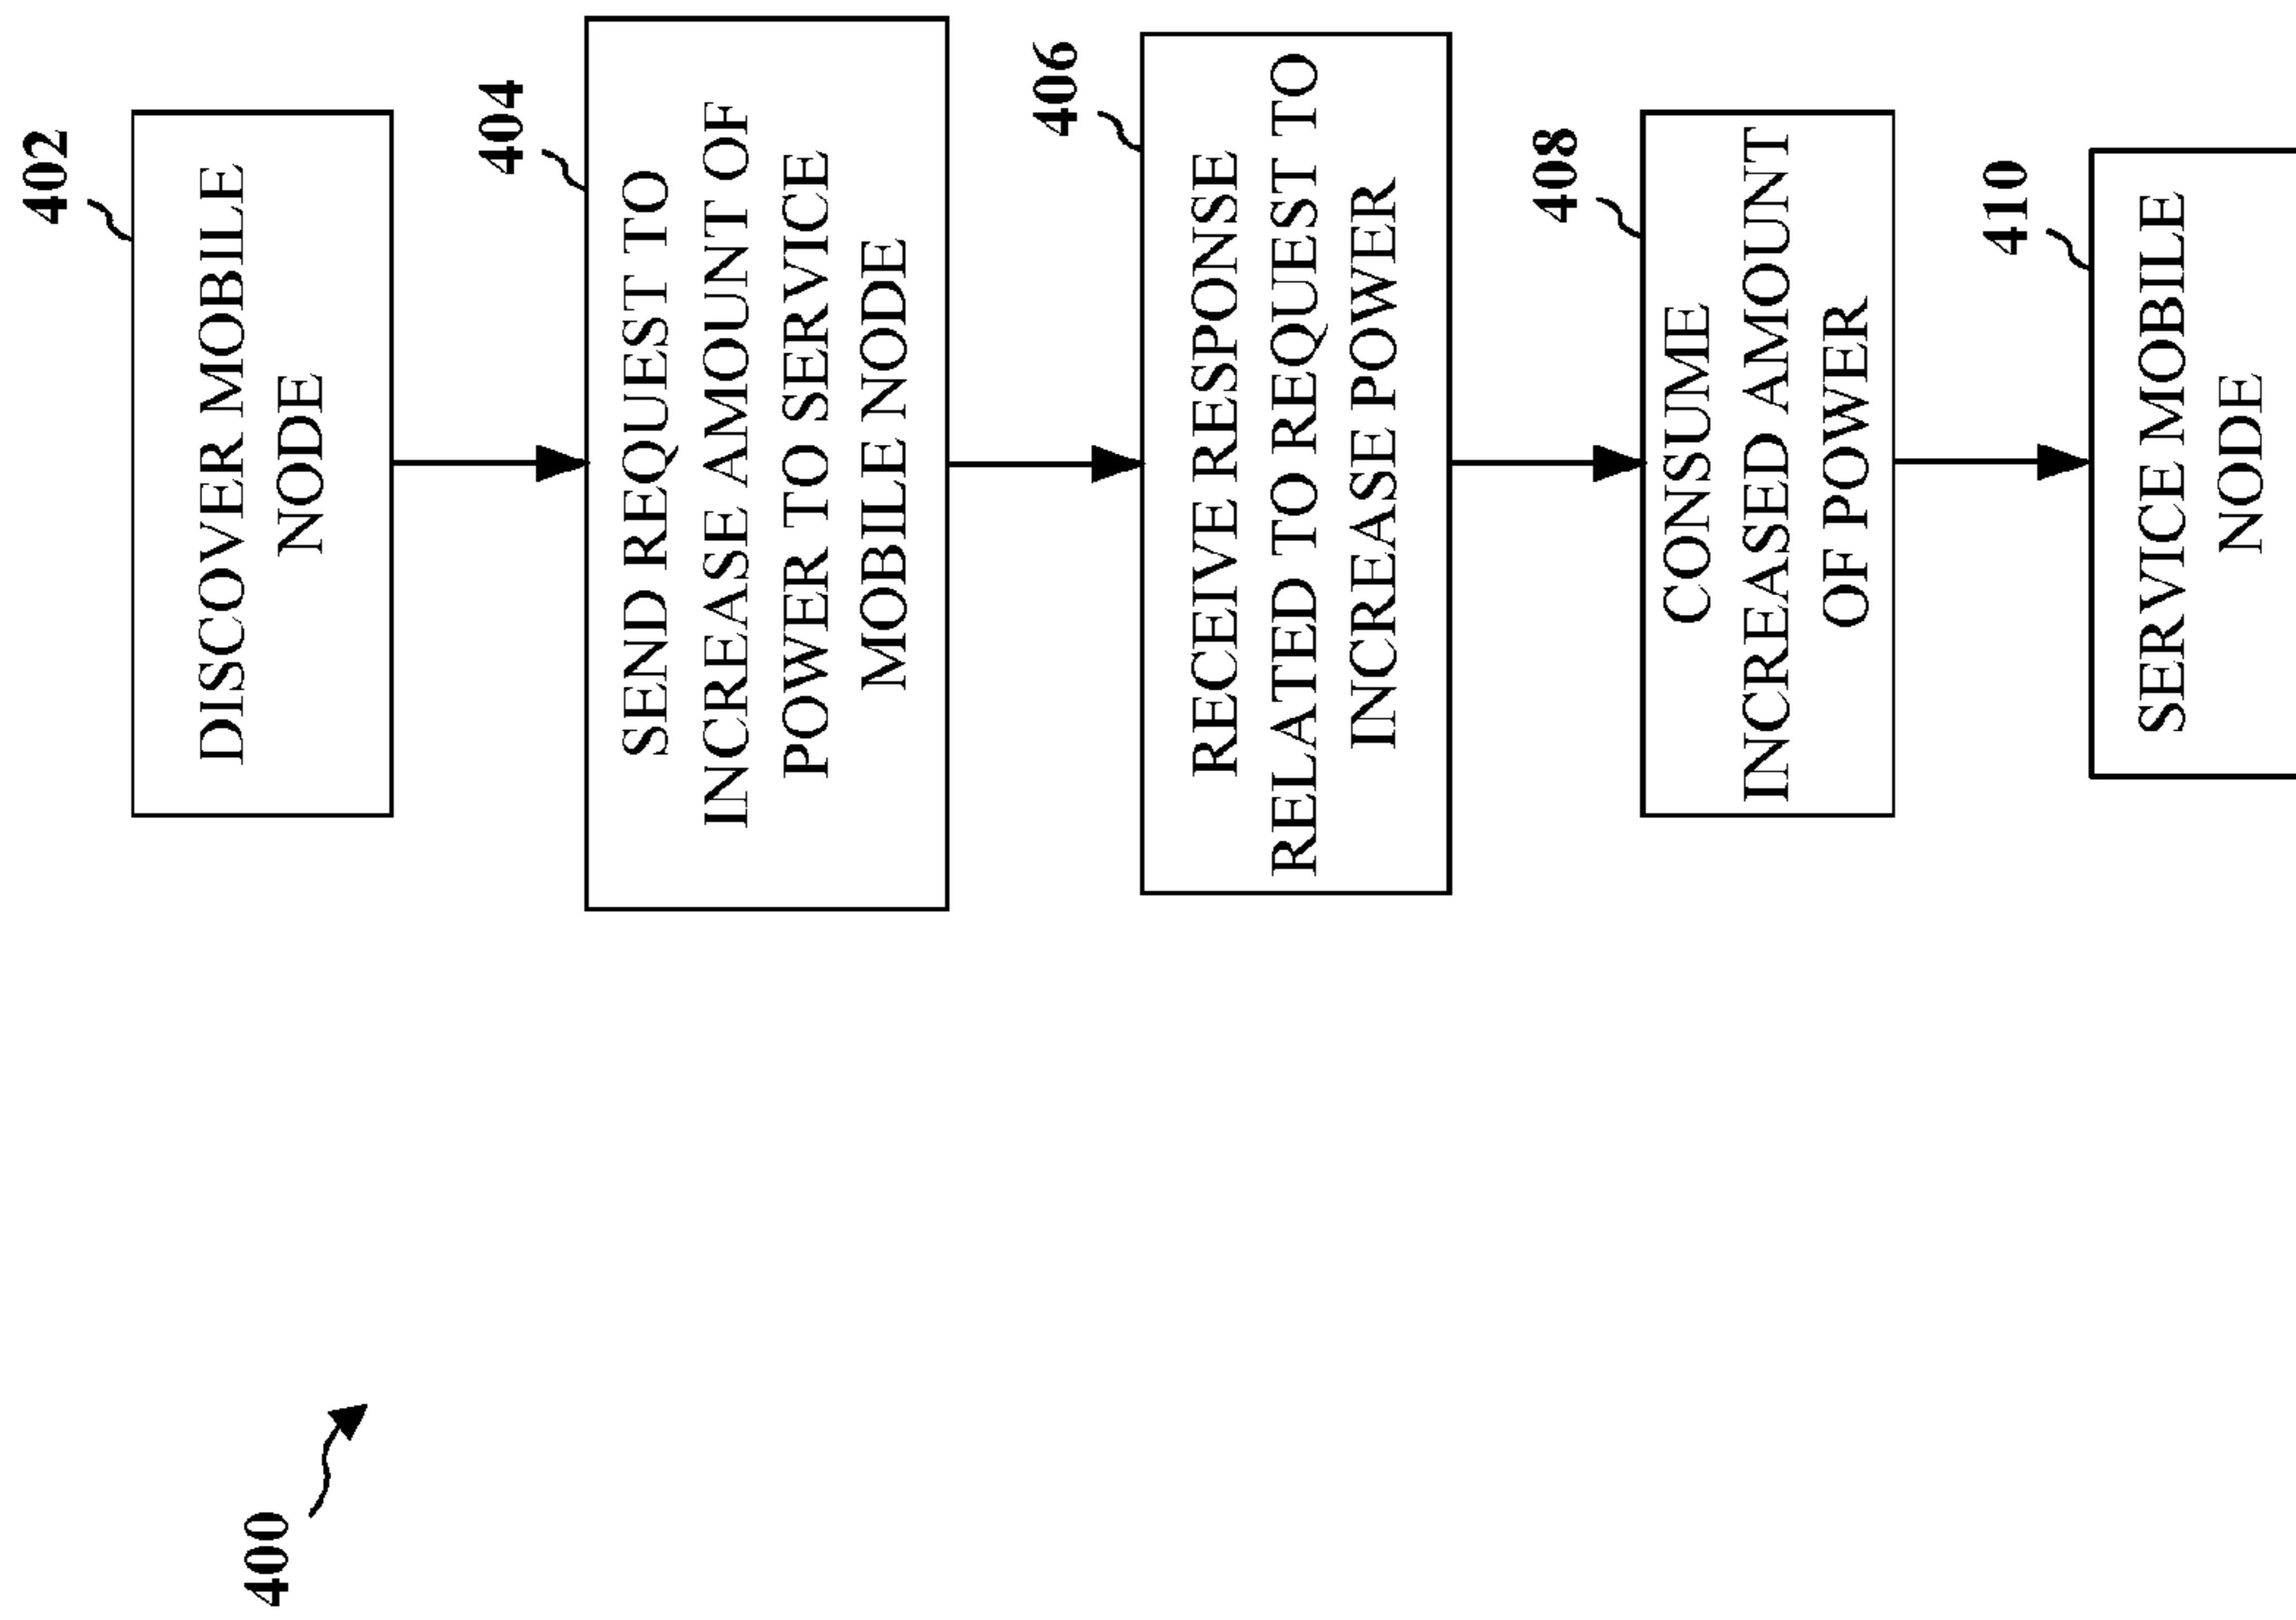 400
402
DISCOVER MOBILE
NODE
404
SEND REQUEST TO
INCREASE AMOUNT OF
POWER TO SERVICE
MOBILE NODE
406
RECEIVE RESPONSE
RELATED TO REQUEST TO
INCREASE POWER
408
CONSUME
INCREASED AMOUNT
OF POWER
410
SERVICE MOBILE
NODE